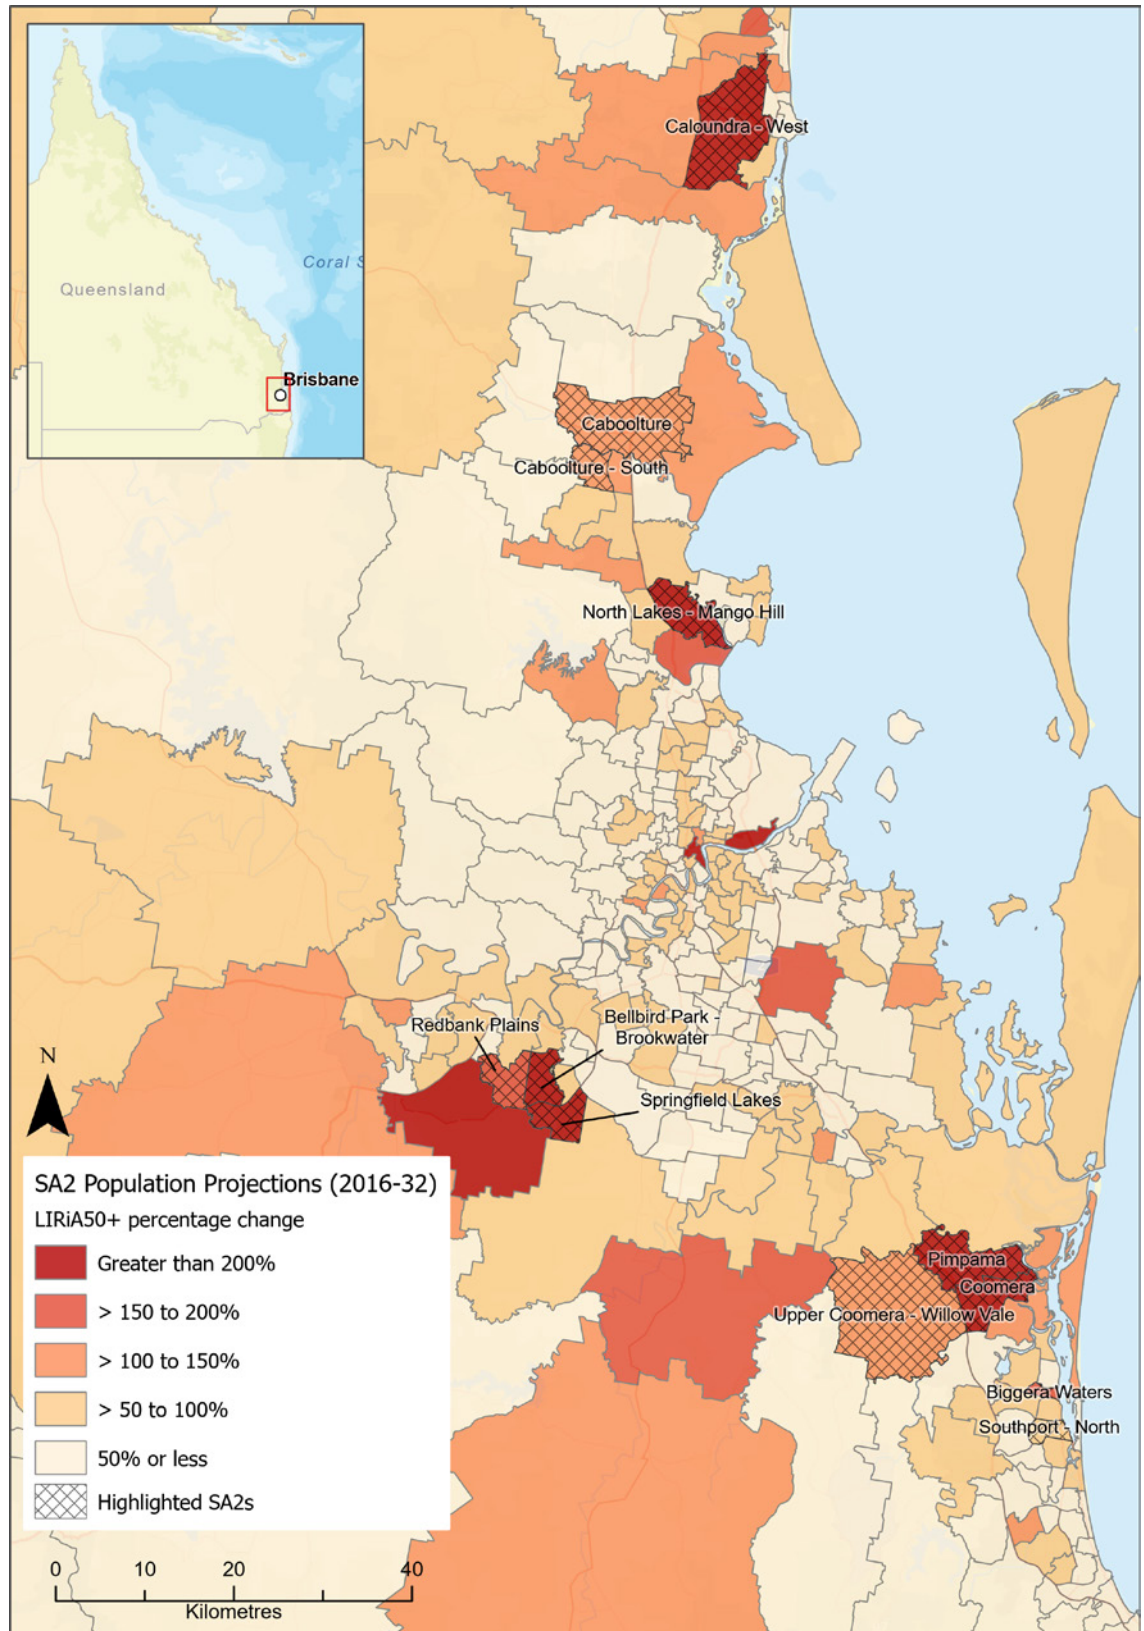 Caloundra - West
Coral S
Queensland
Brisbane
Caboolture
Caboolture - South
North Lakes - Mango Hill
Redbank Plains
Bellbird Park -
Brookwater
Springfield Lakes
N
SA2 Population Projections (2016-32)
LIRiA50+ percentage change
Greater than 200%
> 150 to 200%
> 100 to 150%
> 50 to 100%
50% or less
Highlighted SA2s
Pimpama
Coomera
Upper Coomera - Willow Vale
Biggera Waters
Southport - North
0 10 20 40
Kilometres